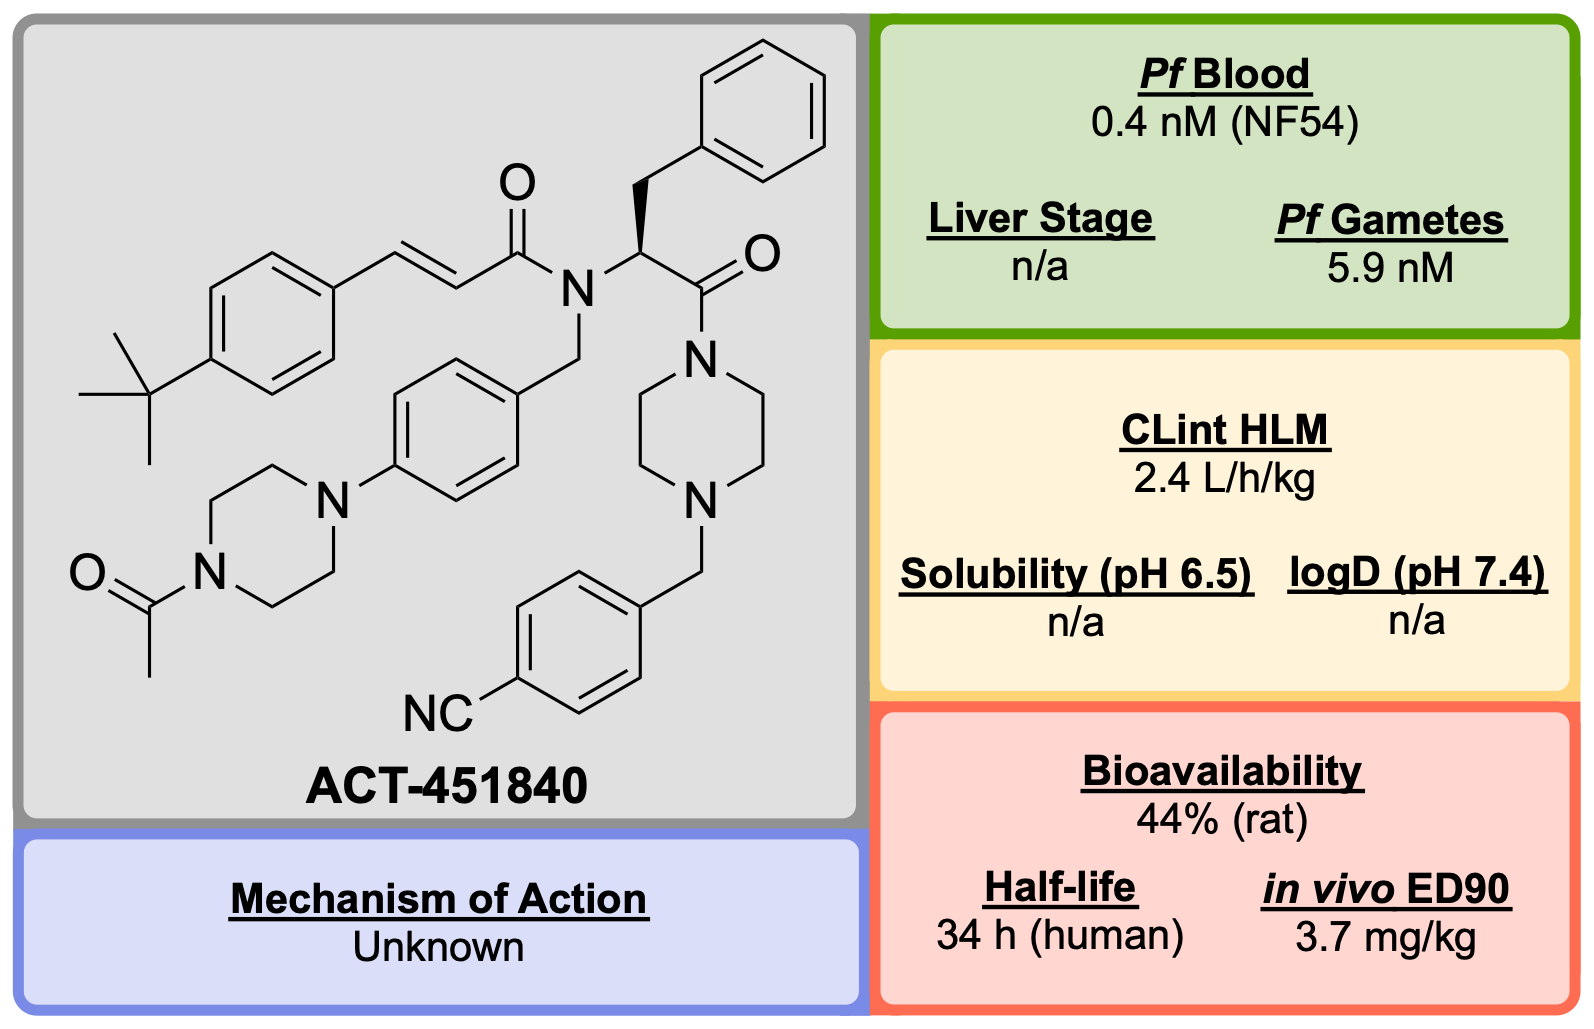 O
O
N
N
N
N
N
O
NC
ACT-451840
Mechanism of Action
Unknown
Pf Blood
0.4 nM (NF54)
Liver Stage
n/a
Pf Gametes
5.9 nM
CLint HLM
2.4 L/h/kg
Solubility (pH 6.5)
n/a
logD (pH 7.4)
n/a
Bioavailability
44% (rat)
Half-life
34 h (human)
in vivo ED90
3.7 mg/kg